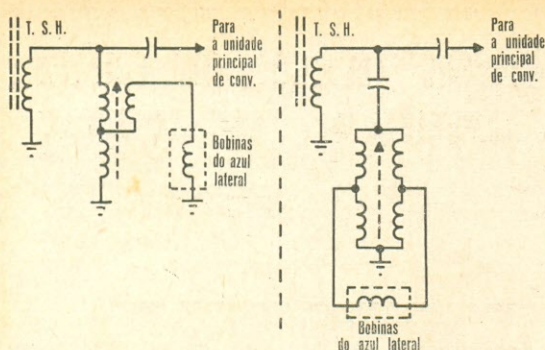 T. S. H.
Para
a unidade
principal
de conv.
Bobinas
do azul
lateral
T. S. H.
Para
a unidade
principal
de conv.
Bobinas
do azul lateral